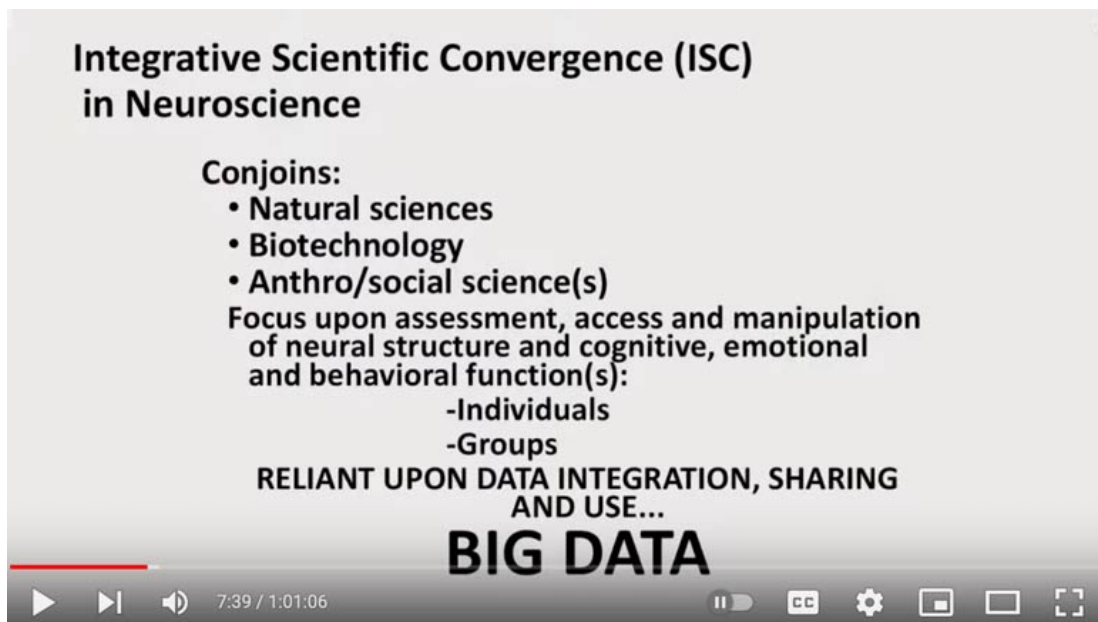 Integrative Scientific Convergence (ISC)
in Neuroscience
Conjoins:
• Natural sciences
• Biotechnology
• Anthro/social science(s)
Focus upon assessment, access and manipulation
of neural structure and cognitive, emotional
and behavioral function(s):
-Individuals
-Groups
RELIANT UPON DATA INTEGRATION, SHARING
AND USE...
BIG DATA
7:39 / 1:01:06
CC